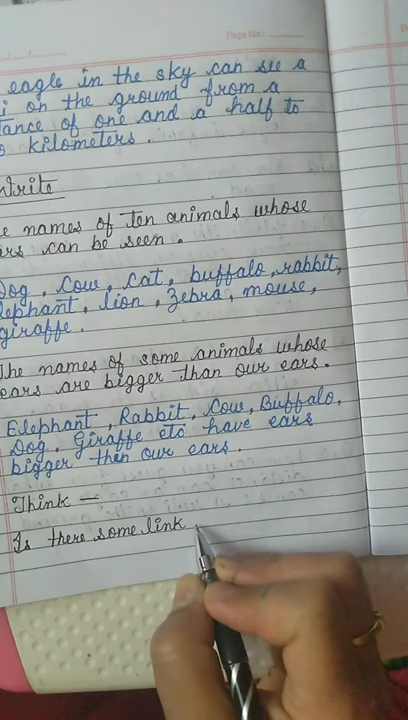 Page No.:
eagle in the sky can see a
on the ground from a
tance of one and a half to
kilometers.
Write
e names of ten animals whose
ears can be seen.
Dog, Cow, Cat, buffalo, rabbit,
lephant, lion, Zebra, mouse,
giraffe.
The names of some animals whose
ears are bigger than our ears.
Elephant, Rabbit, Cow, Buffalo,
Dog, Giraffe etc have ears
bigger then our ears.
Think —
Is there some link